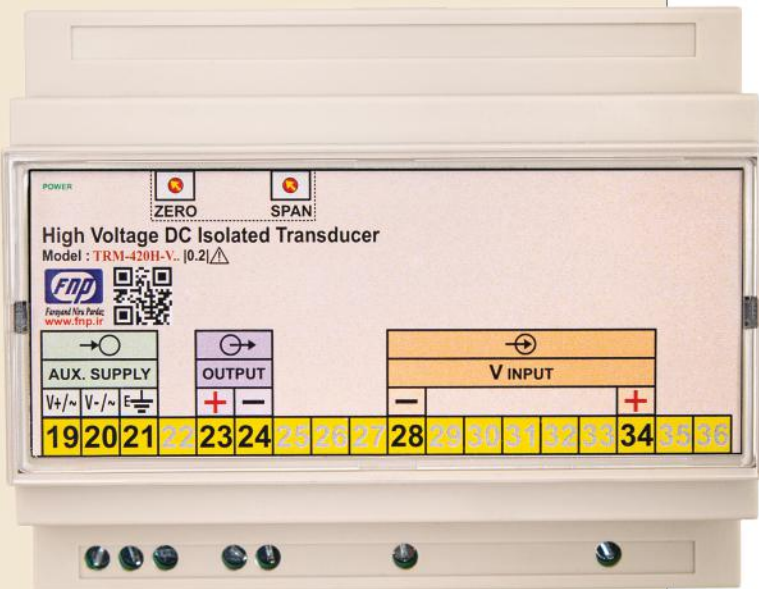 POWER
ZERO SPAN
High Voltage DC Isolated Transducer
Model : TRM-420H-V.. |0.2|
FNP
Farayand Niru Pardaz
www.fnp.ir
AUX. SUPPLY OUTPUT V INPUT
V+/~ V-/~ E + − − +
19 20 21 22 23 24 25 26 27 28 29 30 31 32 33 34 35 36